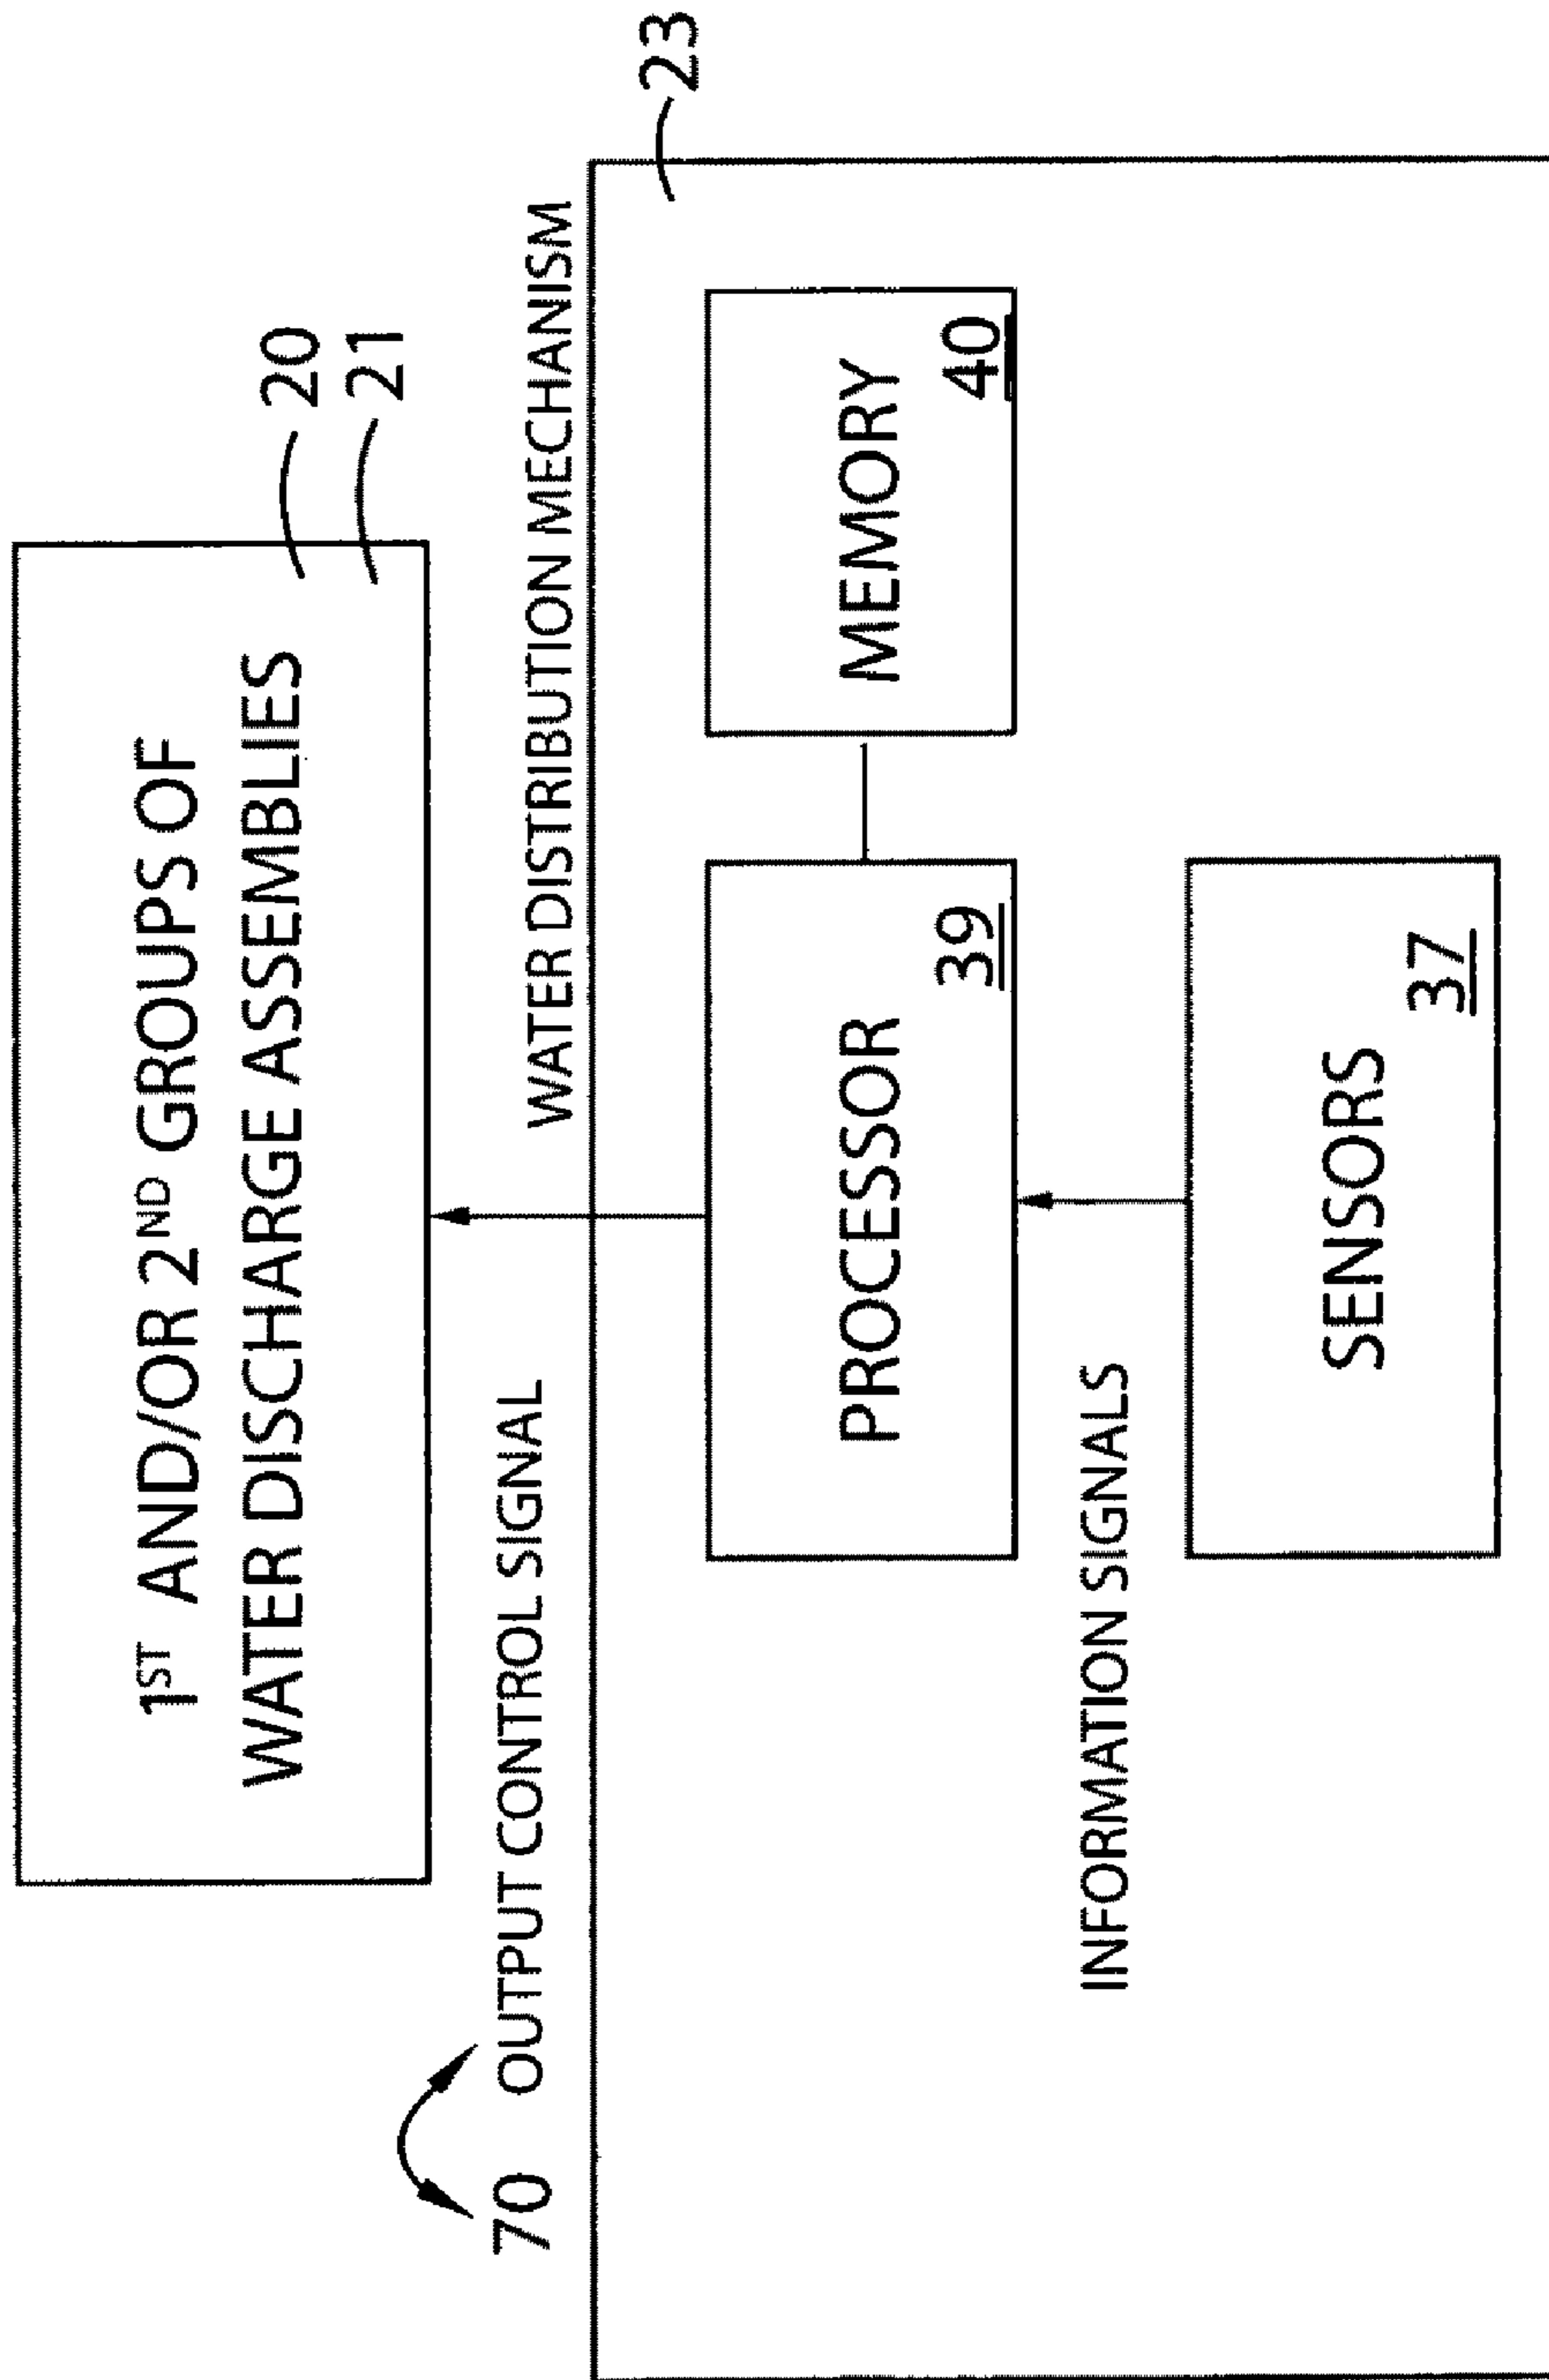 1ST AND/OR 2ND GROUPS OF
WATER DISCHARGE ASSEMBLIES
20
21
70 OUTPUT CONTROL SIGNAL
WATER DISTRIBUTION MECHANISM
23
PROCESSOR
39
MEMORY
40
INFORMATION SIGNALS
SENSORS
37